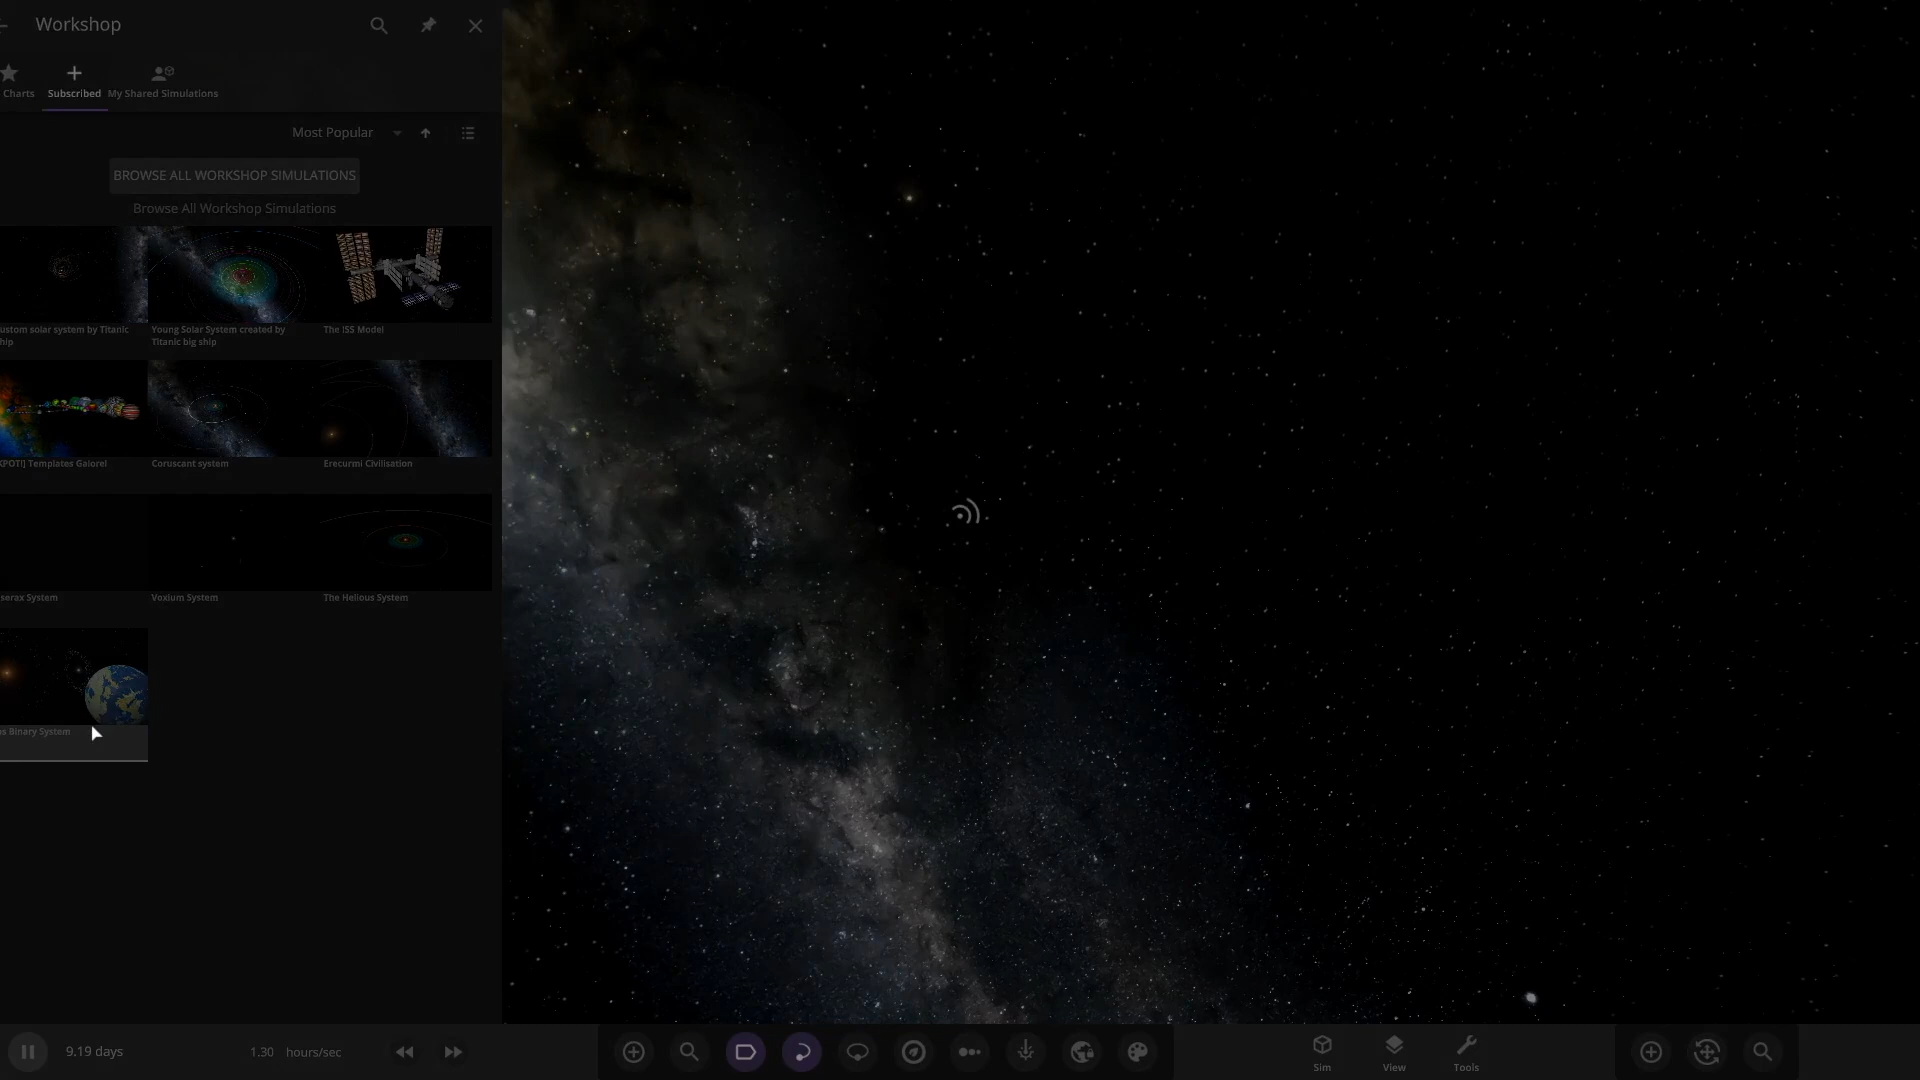 Workshop
Charts
Subscribed
My Shared Simulations
Most Popular
BROWSE ALL WORKSHOP SIMULATIONS
Browse All Workshop Simulations
ustom solar system by Titanic
hip
Young Solar System created by
Titanic big ship
The ISS Model
POT!] Templates Galore!
Coruscant system
Erecurmi Civilisation
serax System
Voxium System
The Helious System
s Binary System
9.19 days
1.30 hours/sec
Sim
View
Tools